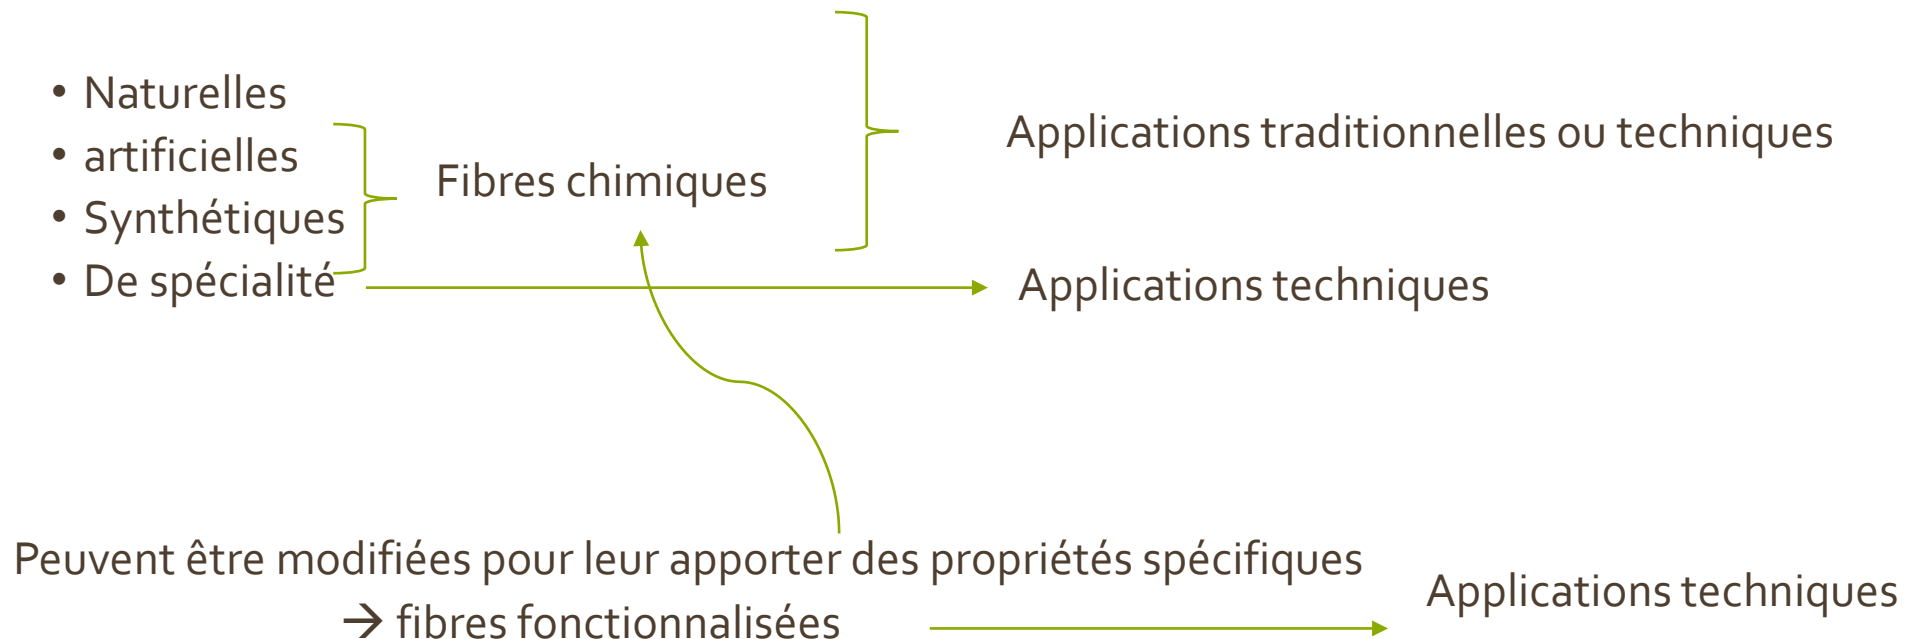 • Naturelles
• artificielles
• Synthétiques
• De spécialité
Fibres chimiques
Applications traditionnelles ou techniques
Applications techniques
Peuvent être modifiées pour leur apporter des propriétés spécifiques
→ fibres fonctionnalisées
Applications techniques